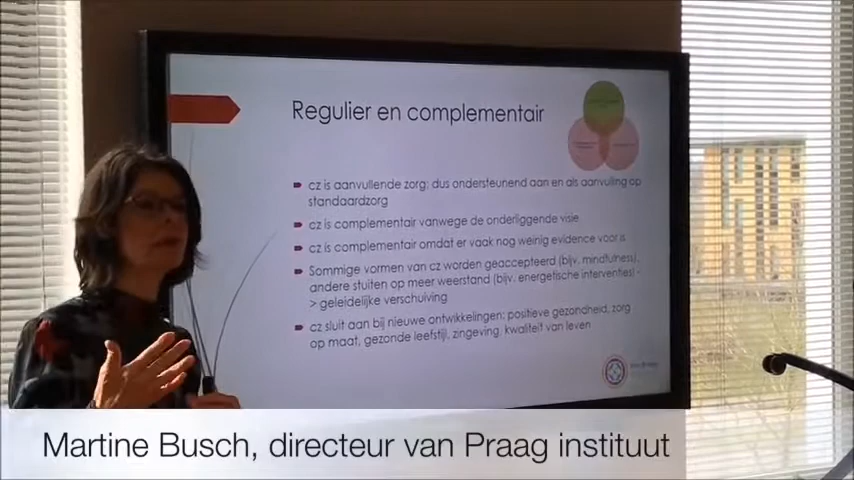 Regulier en complementair
cz is aanvullende zorg: dus ondersteunend aan en als aanvulling op
standaardzorg
cz is complementair vanwege de onderliggende visie
cz is complementair omdat er vaak nog weinig evidence voor is
Sommige vormen van cz worden geaccepteerd (bijv. mindfulness),
andere stuiten op meer weerstand (bijv. energetische interventies) -
>geleidelijke verschuiving
cz sluit aan bij nieuwe ontwikkelingen: positieve gezondheid, zorg
op maat, gezonde leefstijl, zingeving, kwaliteit van leven
Martine Busch, directeur van Praag instituut